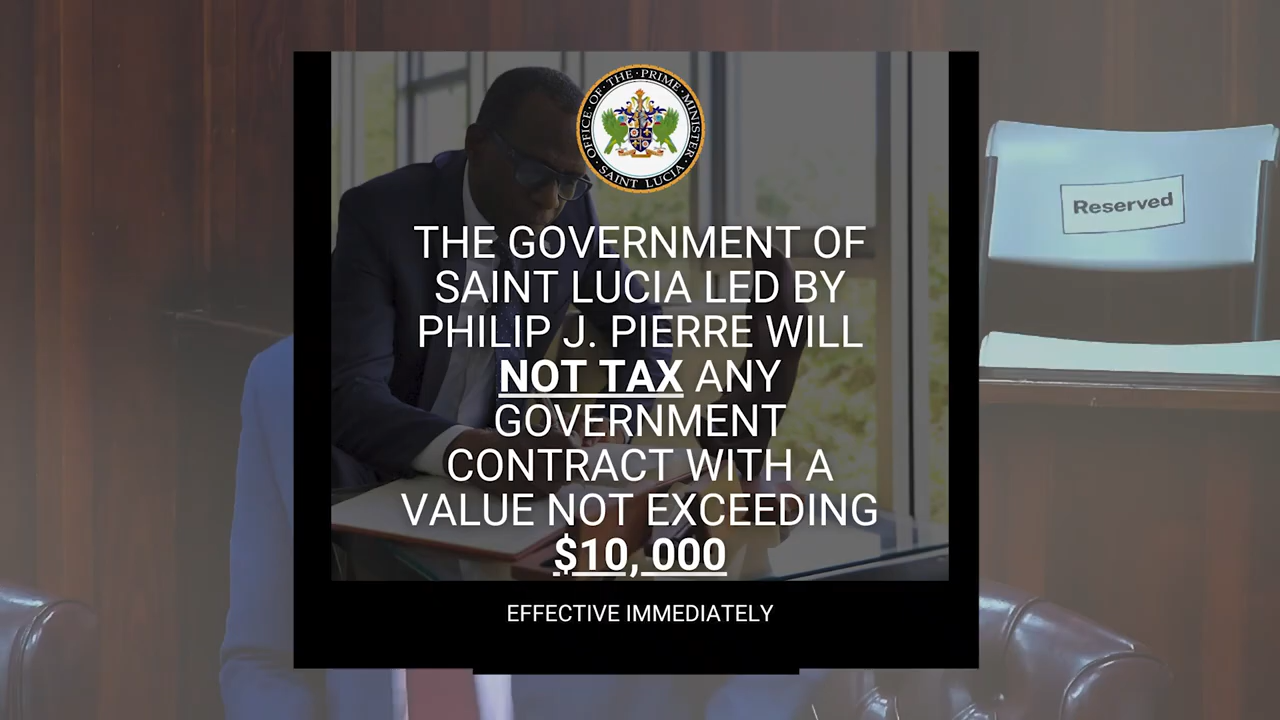 OFFICE OF THE PRIME MINISTER
SAINT LUCIA
THE GOVERNMENT OF
SAINT LUCIA LED BY
PHILIP J. PIERRE WILL
NOT TAX ANY
GOVERNMENT
CONTRACT WITH A
VALUE NOT EXCEEDING
$10, 000
EFFECTIVE IMMEDIATELY
Reserved